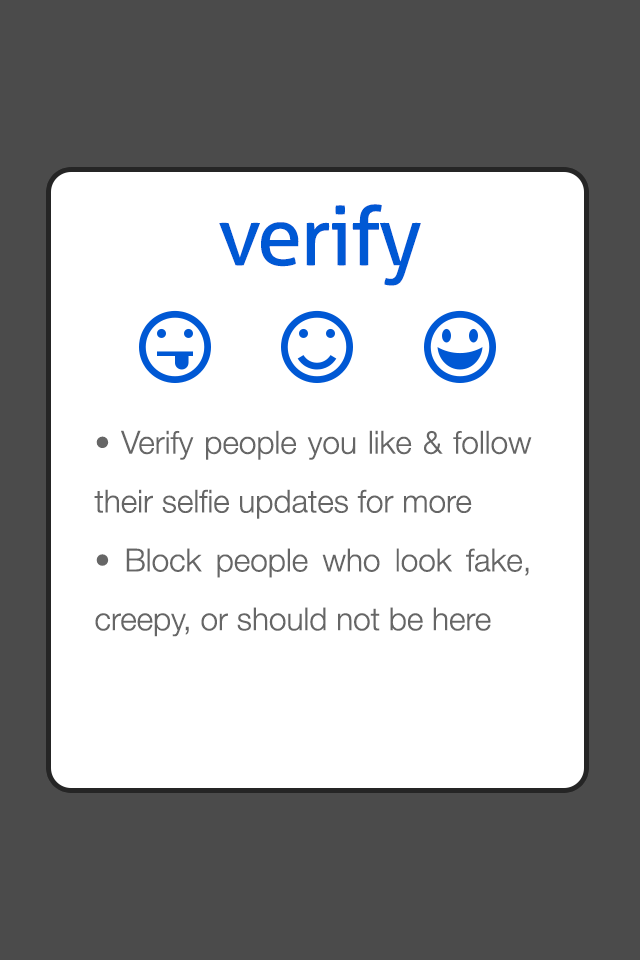 verify
• Verify people you like & follow
their selfie updates for more
• Block people who look fake,
creepy, or should not be here